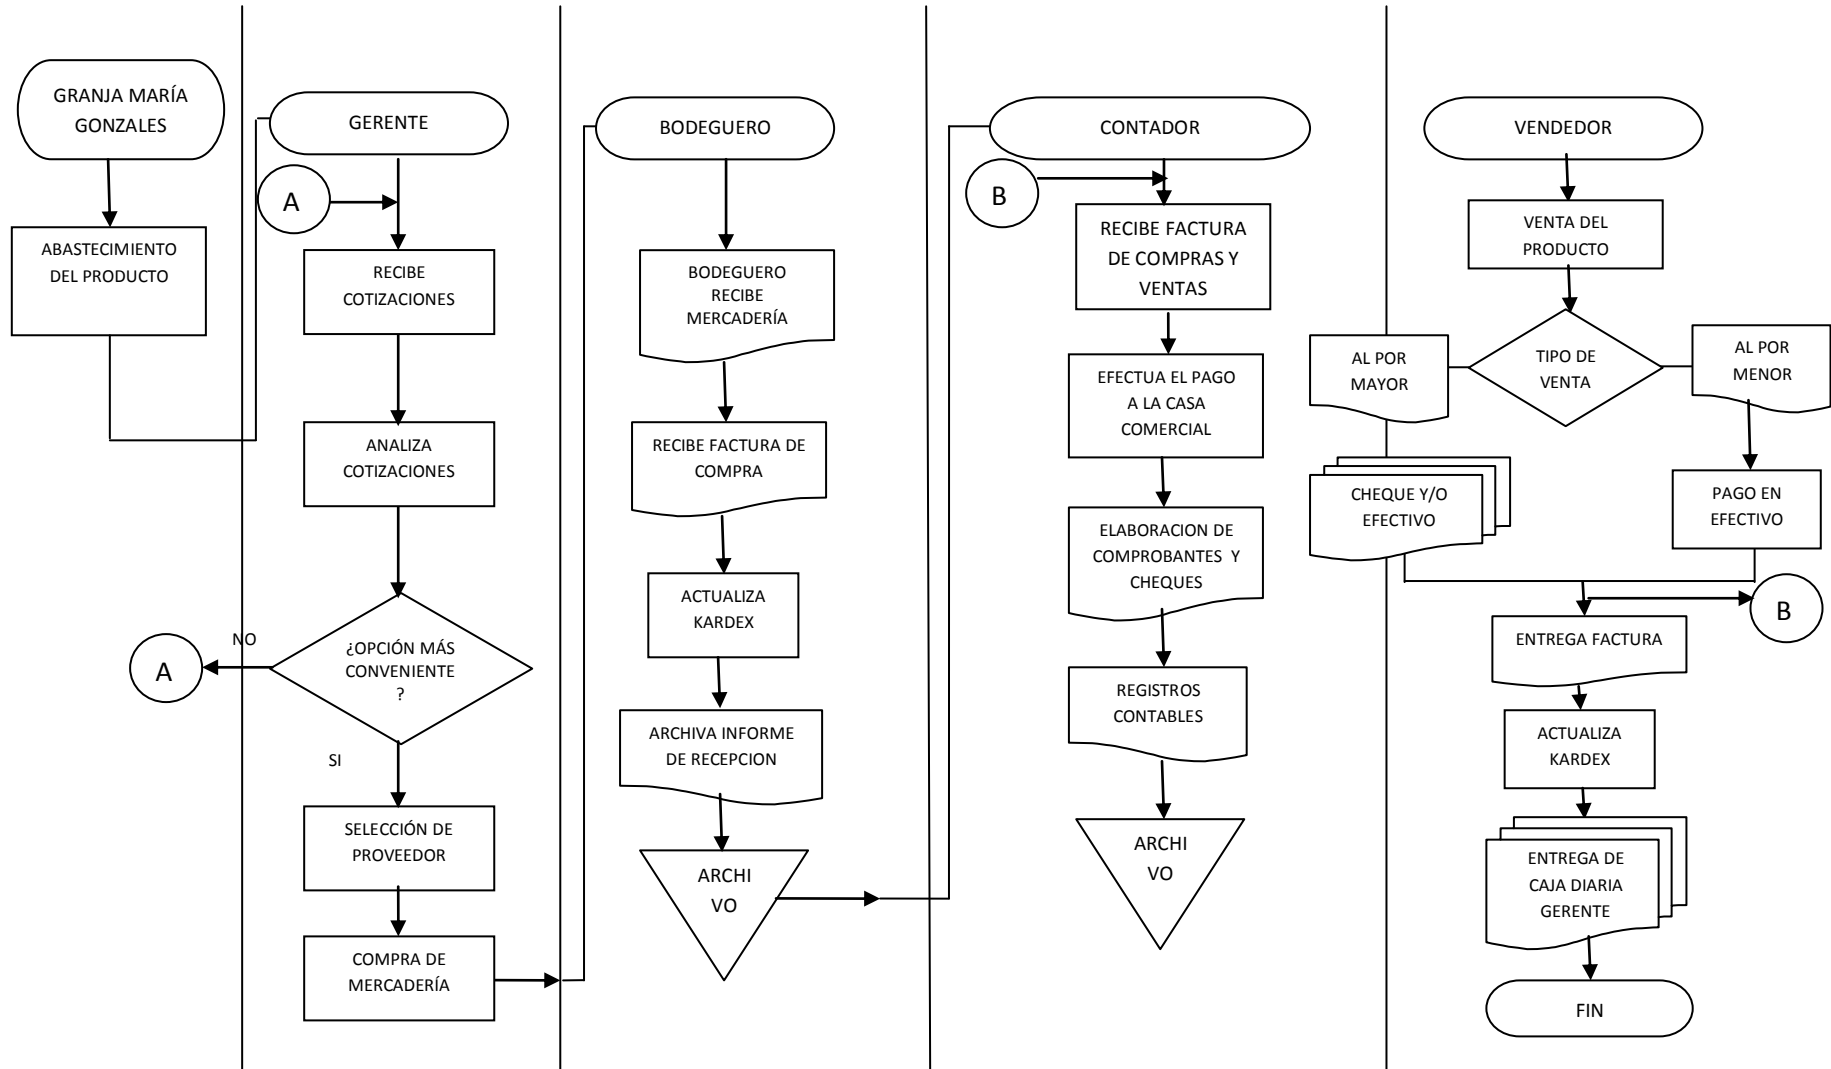 GRANJA MARÍA
GONZALES
ABASTECIMIENTO
DEL PRODUCTO
GERENTE
A
RECIBE
COTIZACIONES
ANALIZA
COTIZACIONES
¿OPCIÓN MÁS
CONVENIENTE
?
NO
A
SI
SELECCIÓN DE
PROVEEDOR
COMPRA DE
MERCADERÍA
BODEGUERO
BODEGUERO
RECIBE
MERCADERÍA
RECIBE FACTURA DE
COMPRA
ACTUALIZA
KARDEX
ARCHIVA INFORME
DE RECEPCION
ARCHI
VO
CONTADOR
B
RECIBE FACTURA
DE COMPRAS Y
VENTAS
EFECTUA EL PAGO
A LA CASA
COMERCIAL
ELABORACION DE
COMPROBANTES Y
CHEQUES
REGISTROS
CONTABLES
ARCHI
VO
VENDEDOR
VENTA DEL
PRODUCTO
TIPO DE
VENTA
AL POR
MAYOR
AL POR
MENOR
CHEQUE Y/O
EFECTIVO
PAGO EN
EFECTIVO
B
ENTREGA FACTURA
ACTUALIZA
KARDEX
ENTREGA DE
CAJA DIARIA
GERENTE
FIN